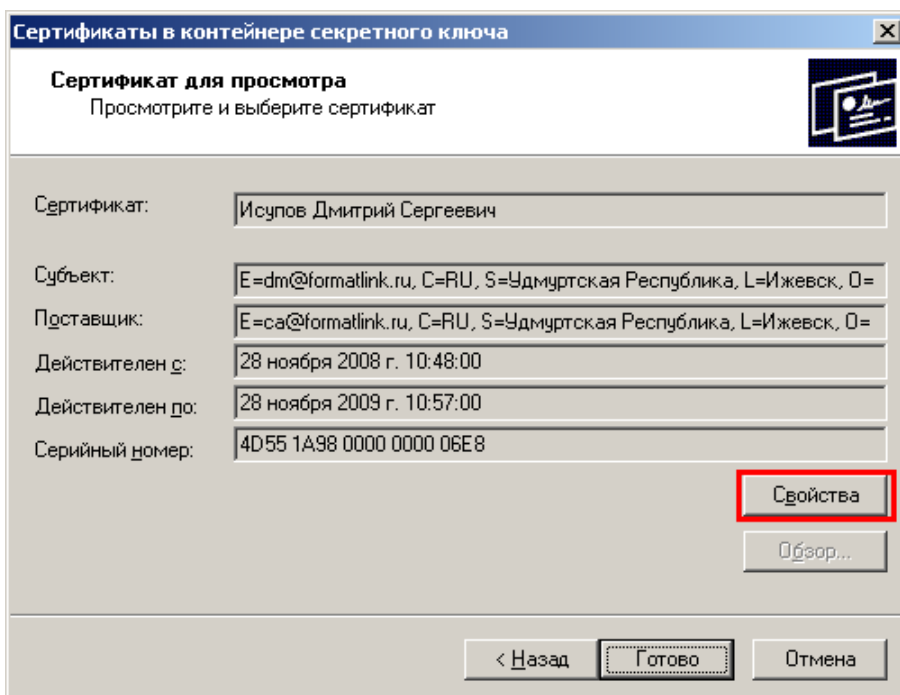 Сертификаты в контейнере секретного ключа
Сертификат для просмотра
Просмотрите и выберите сертификат
Сертификат: Исупов Дмитрий Сергеевич
Субъект: E=dm@formatlink.ru, C=RU, S=Удмуртская Республика, L=Ижевск, O=
Поставщик: E=ca@formatlink.ru, C=RU, S=Удмуртская Республика, L=Ижевск, O=
Действителен с: 28 ноября 2008 г. 10:48:00
Действителен по: 28 ноября 2009 г. 10:57:00
Серийный номер: 4D55 1A98 0000 0000 06E8
Свойства
Обзор...
< Назад Готово Отмена